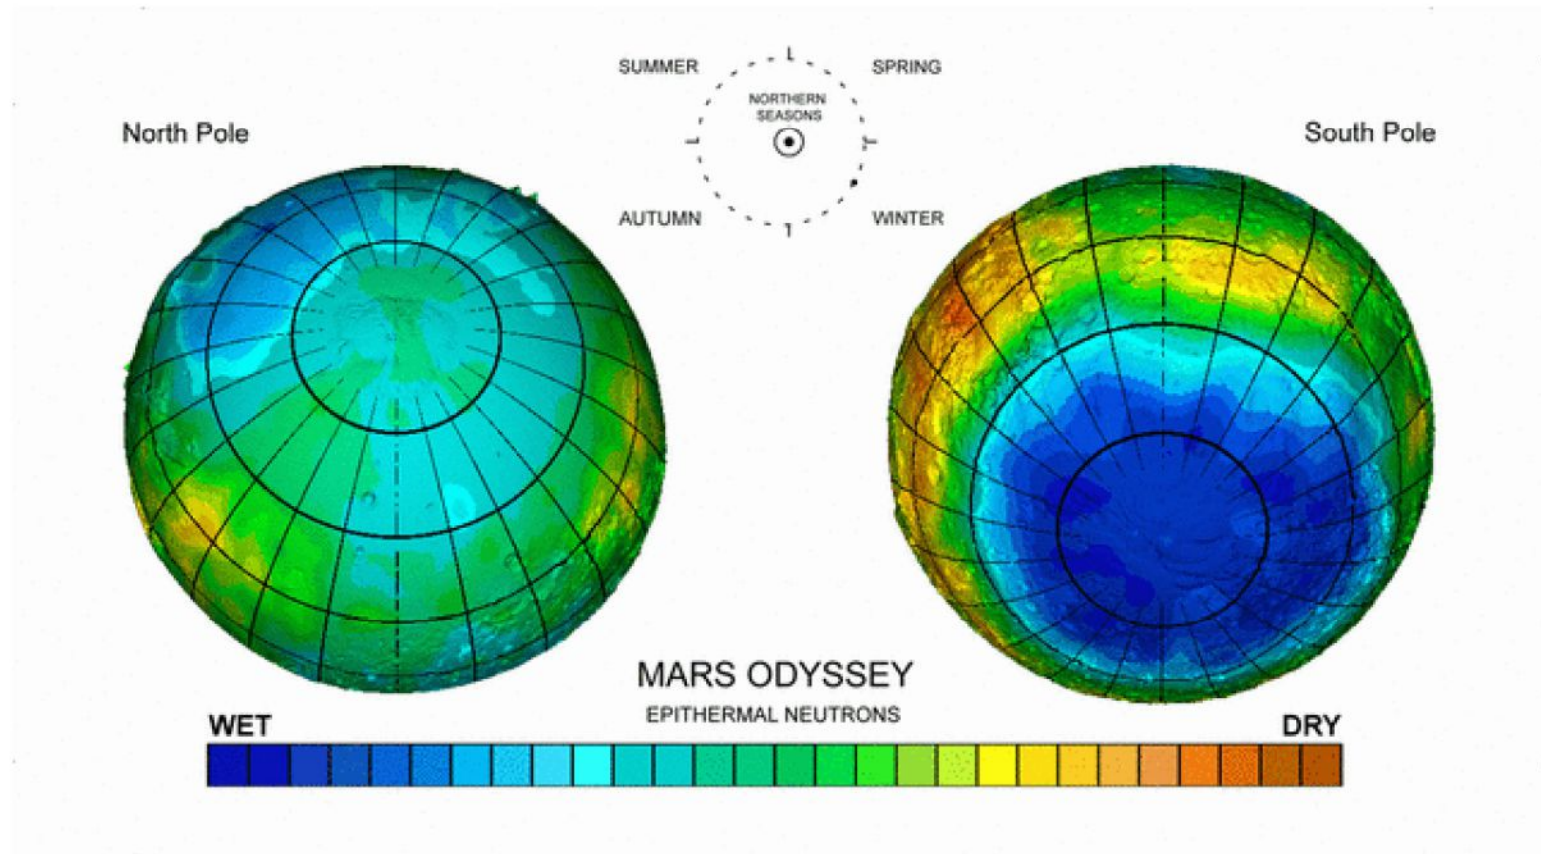 SUMMER
SPRING
NORTHERN
SEASONS
North Pole
South Pole
AUTUMN
WINTER
MARS ODYSSEY
EPITHERMAL NEUTRONS
WET
DRY